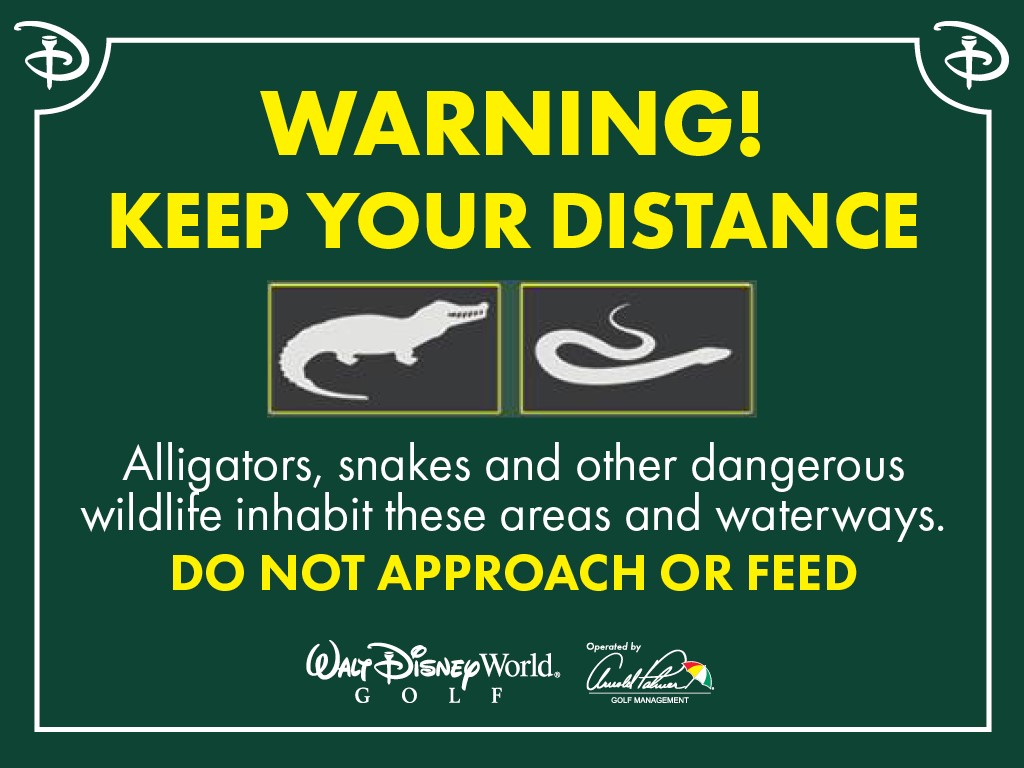 WARNING!
KEEP YOUR DISTANCE
Alligators, snakes and other dangerous
wildlife inhabit these areas and waterways.
DO NOT APPROACH OR FEED
WALT DISNEY World®
GOLF
Operated by
Arnold Palmer
GOLF MANAGEMENT